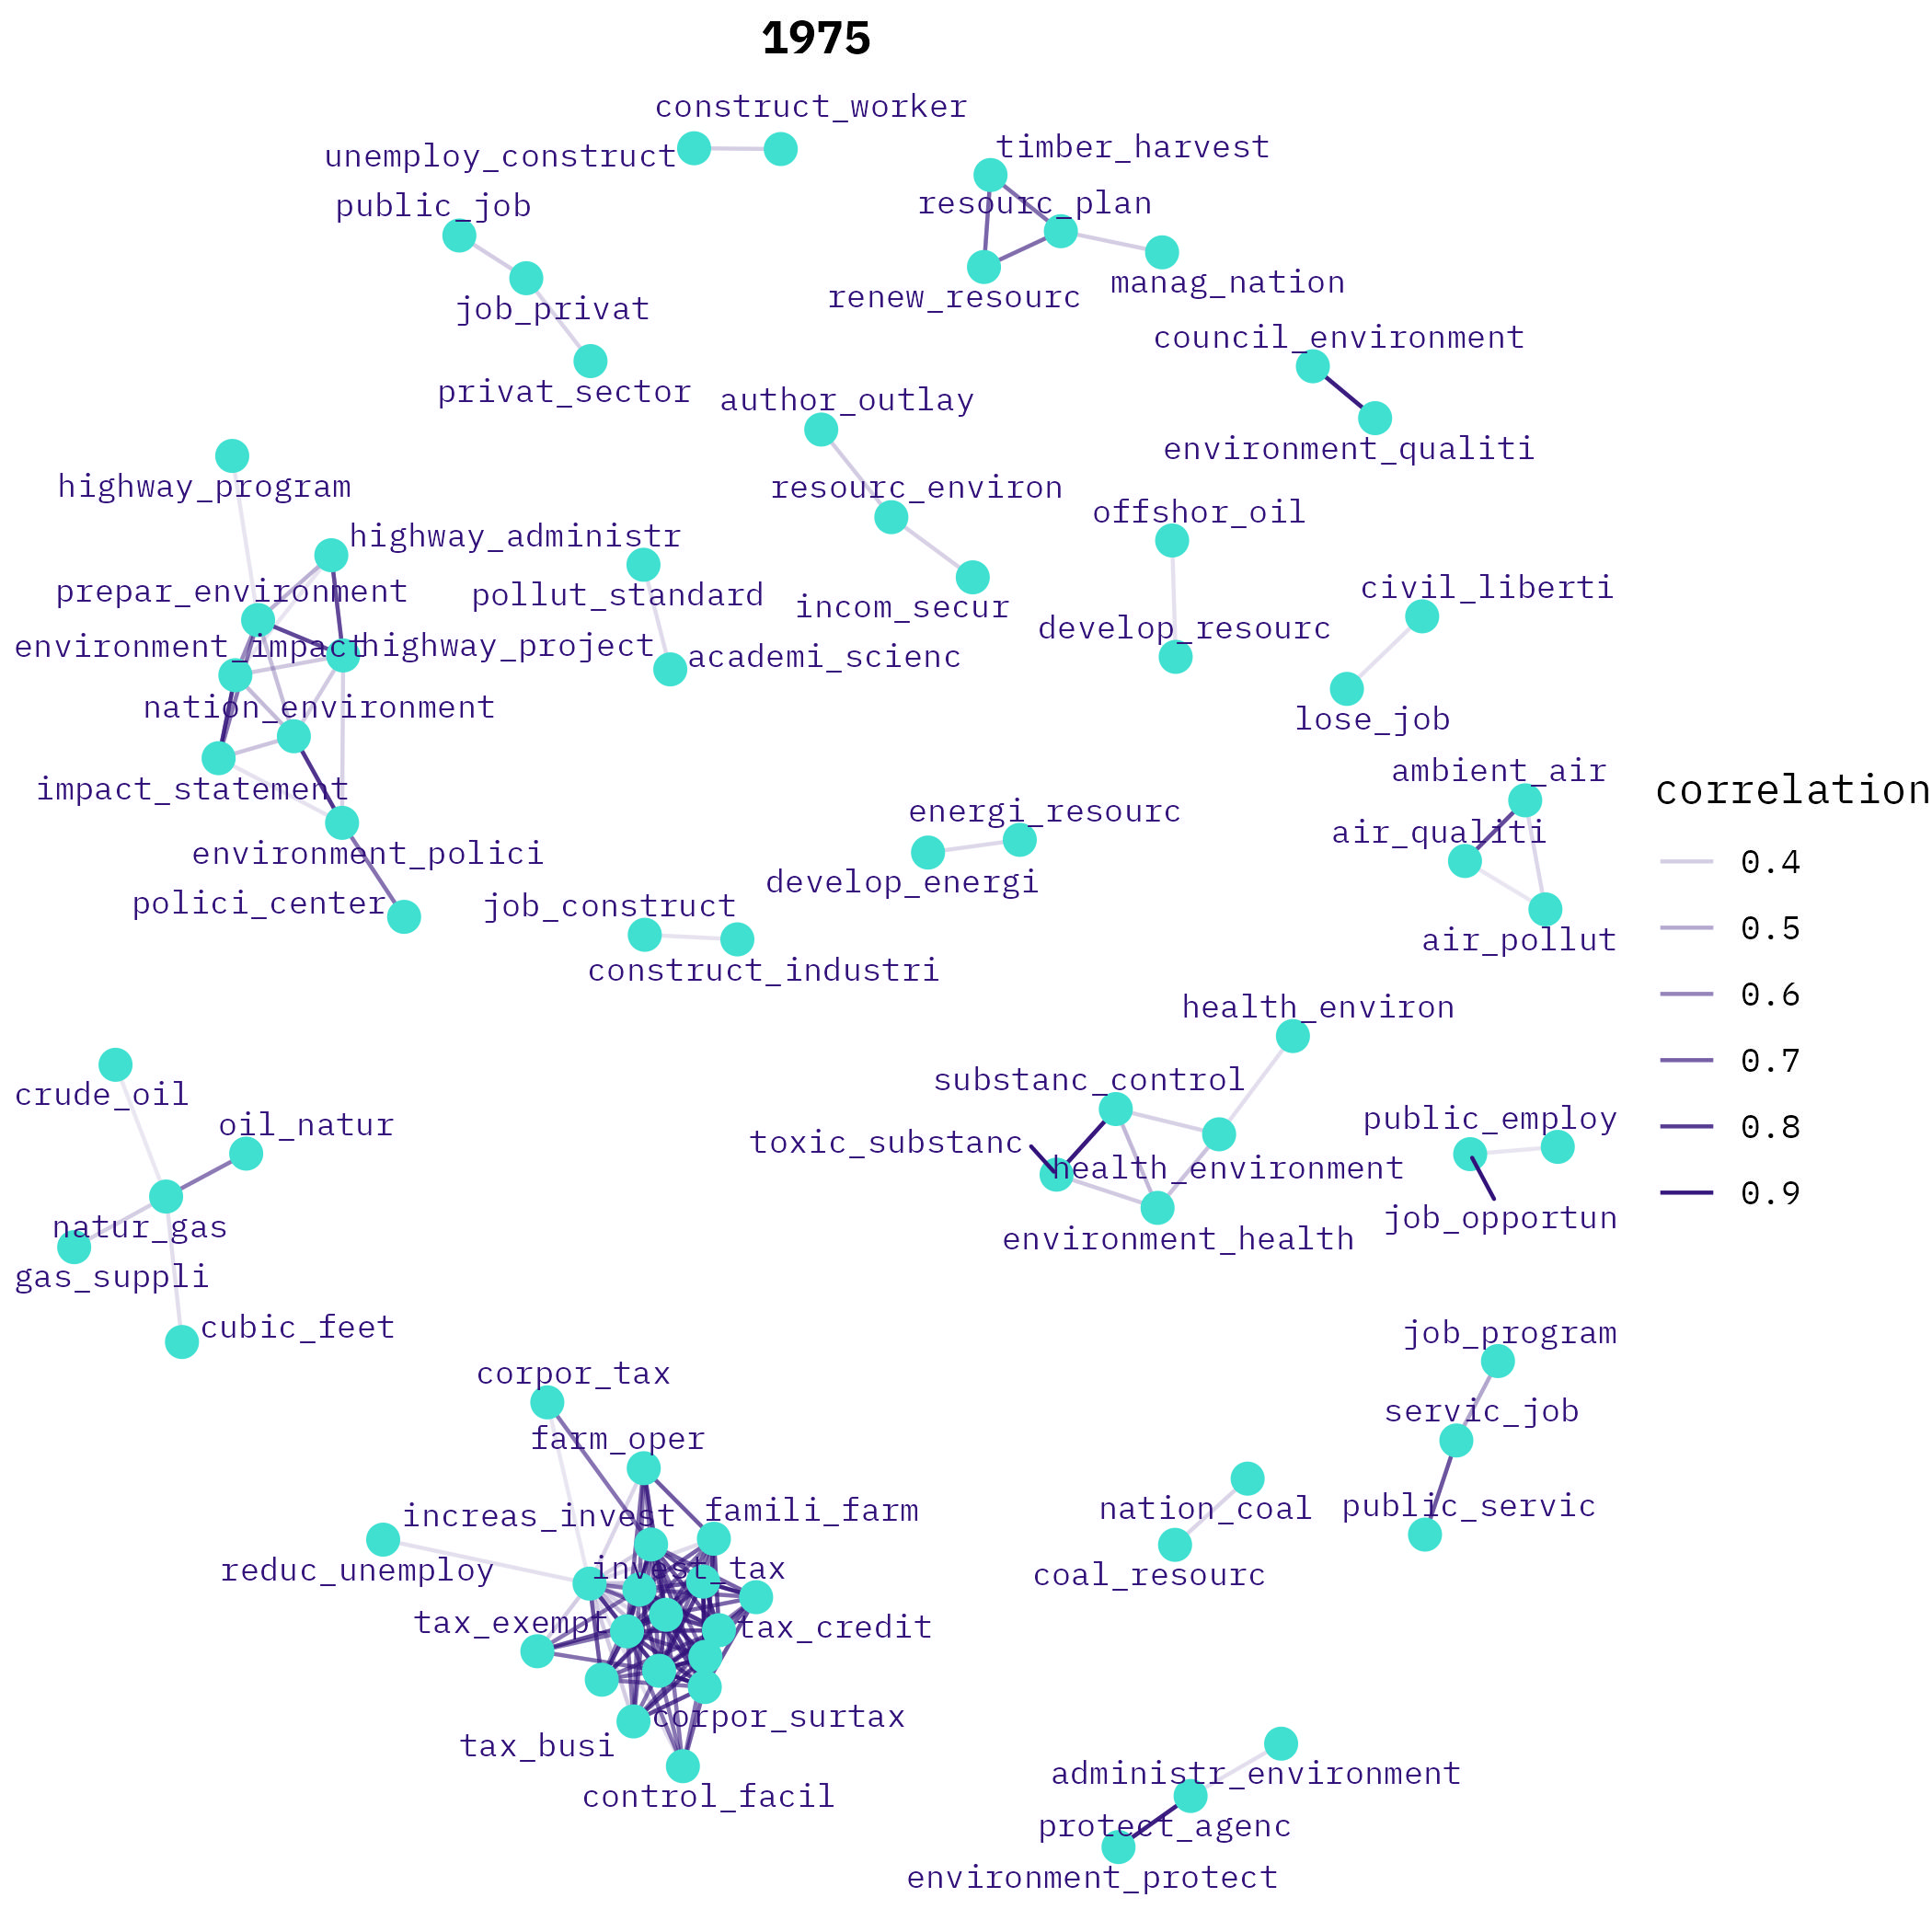 1975
construct_worker
unemploy_construct
timber_harvest
public_job
resourc_plan
manag_nation
renew_resourc
job_privat
council_environment
privat_sector
author_outlay
environment_qualiti
highway_program
resourc_environ
offshor_oil
highway_administr
prepar_environment
pollut_standard
civil_liberti
incom_secur
develop_resourc
environment_impact
highway_project
academi_scienc
nation_environment
lose_job
ambient_air
impact_statement
energi_resourc
air_qualiti
environment_polici
develop_energi
polici_center
job_construct
air_pollut
construct_industri
correlation
0.4
0.5
0.6
0.7
0.8
0.9
health_environ
crude_oil
substanc_control
oil_natur
public_employ
toxic_substanc
health_environment
natur_gas
job_opportun
environment_health
gas_suppli
cubic_feet
job_program
corpor_tax
servic_job
farm_oper
increas_invest
famili_farm
nation_coal
public_servic
reduc_unemploy
invest_tax
coal_resourc
tax_exempt
tax_credit
corpor_surtax
tax_busi
control_facil
administr_environment
protect_agenc
environment_protect